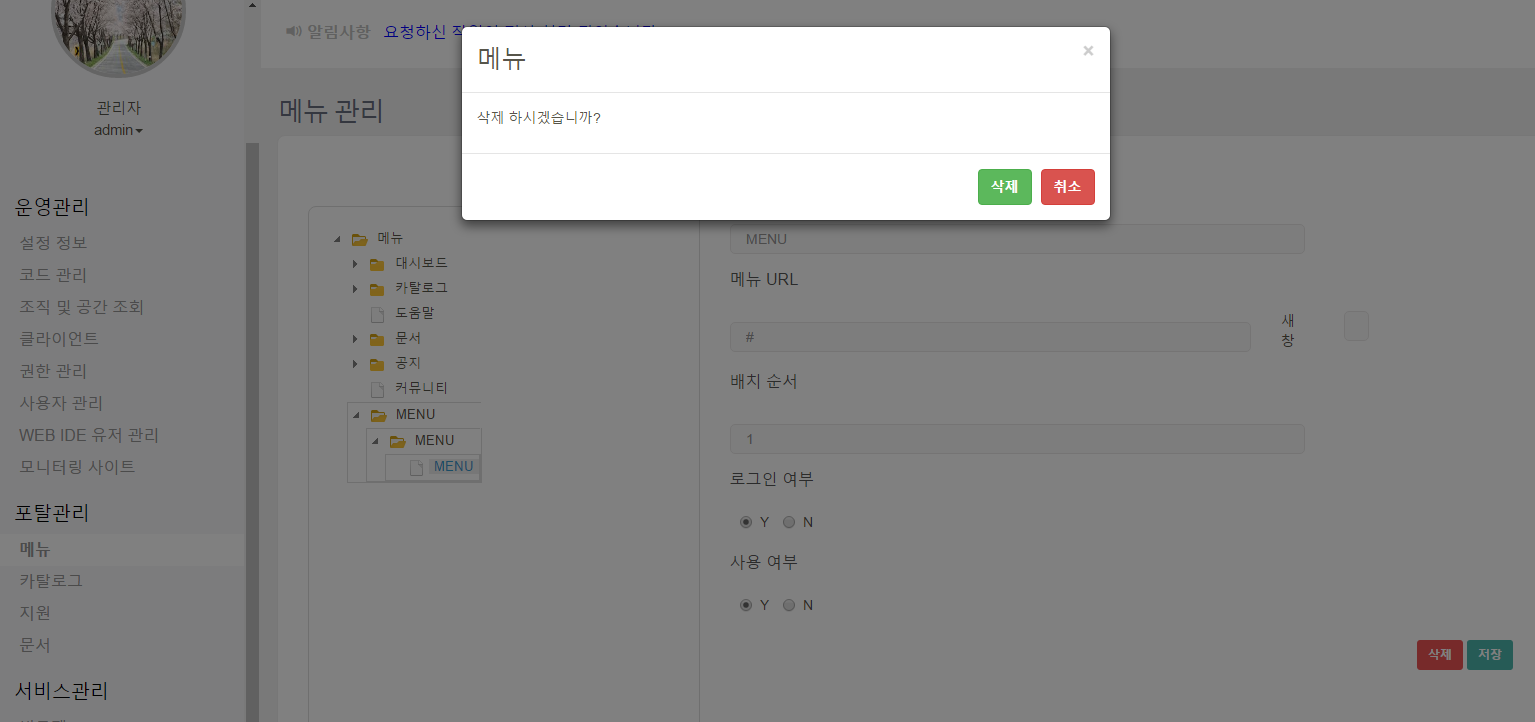 알림사항 요청하신
메뉴
×
삭제 하시겠습니까?
삭제 취소
관리자
admin
운영관리
설정 정보
코드 관리
조직 및 공간 조회
클라이언트
권한 관리
사용자 관리
WEB IDE 유저 관리
모니터링 사이트
포탈관리
메뉴
카탈로그
지원
문서
서비스관리
메뉴 관리
메뉴
대시보드
카탈로그
도움말
문서
공지
커뮤니티
MENU
MENU
MENU
MENU
메뉴 URL
#
새
창
배치 순서
1
로그인 여부
Y N
사용 여부
Y N
삭제 저장